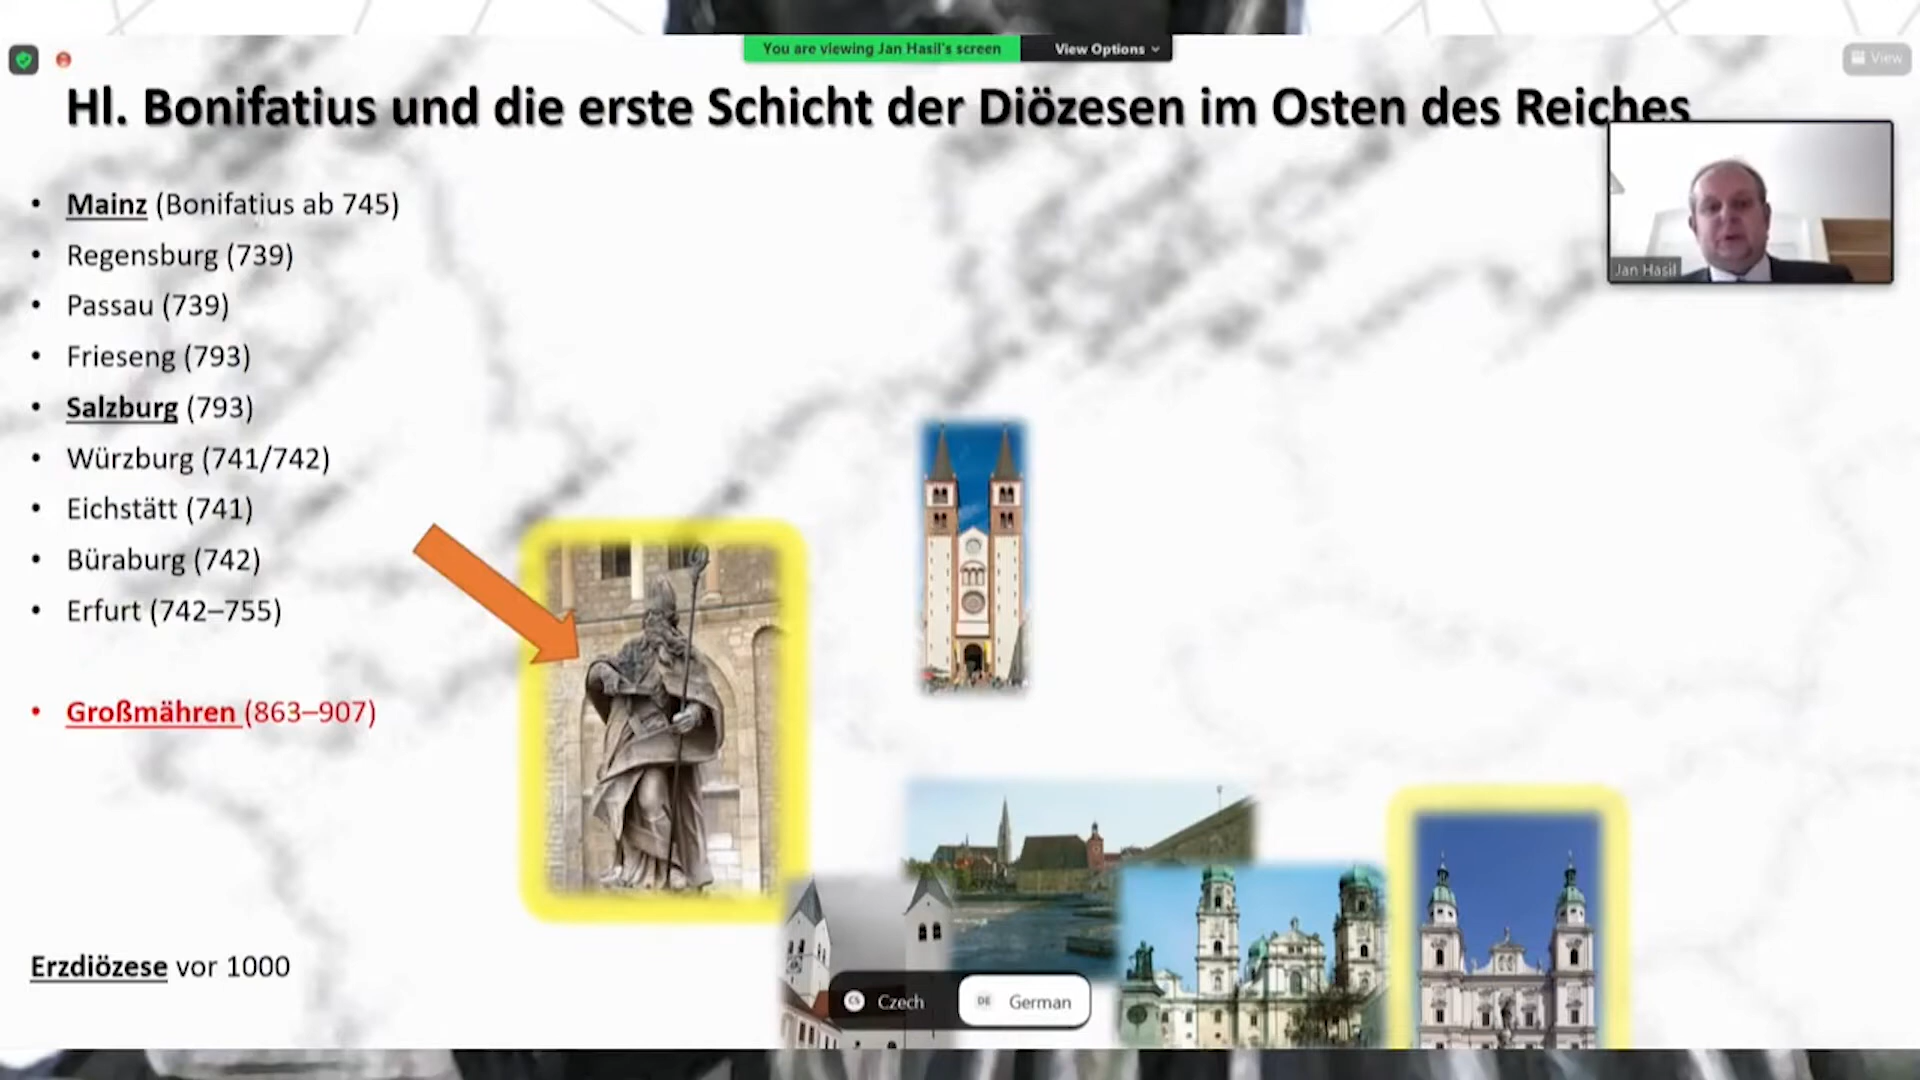 You are viewing Jan Hasil's screen
View Options
View
Hl. Bonifatius und die erste Schicht der Diözesen im Osten des Reiches
• Mainz (Bonifatius ab 745)
• Regensburg (739)
• Passau (739)
• Frieseng (793)
• Salzburg (793)
• Würzburg (741/742)
• Eichstätt (741)
• Büraburg (742)
• Erfurt (742–755)
• Großmähren (863–907)
Erzdiözese vor 1000
Jan Hasil
CS Czech
DE German